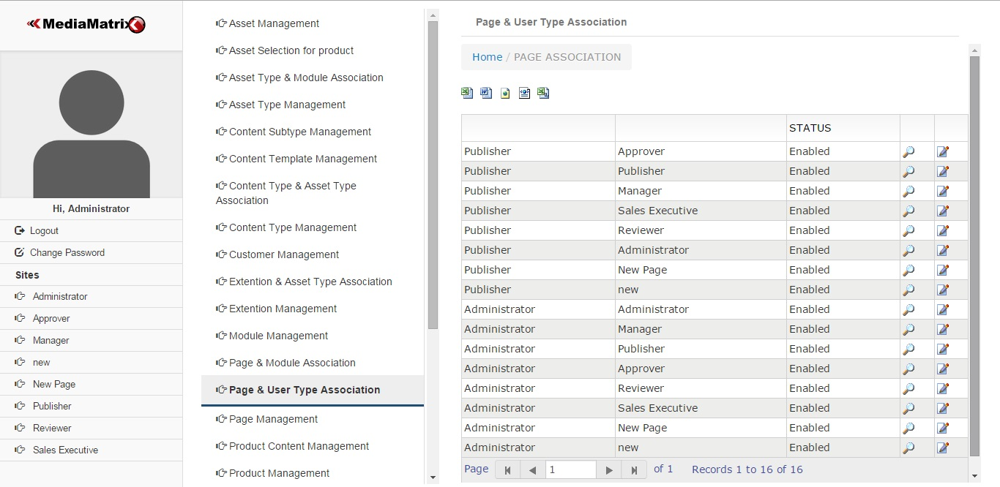 MediaMatrix
Hi, Administrator
Logout
Change Password
Sites
Administrator
Approver
Manager
new
New Page
Publisher
Reviewer
Sales Executive
Asset Management
Asset Selection for product
Asset Type & Module Association
Asset Type Management
Content Subtype Management
Content Template Management
Content Type & Asset Type
Association
Content Type Management
Customer Management
Extention & Asset Type Association
Extention Management
Module Management
Page & Module Association
Page & User Type Association
Page Management
Product Content Management
Product Management
Page & User Type Association
Home / PAGE ASSOCIATION
STATUS
Publisher Approver Enabled
Publisher Publisher Enabled
Publisher Manager Enabled
Publisher Sales Executive Enabled
Publisher Reviewer Enabled
Publisher Administrator Enabled
Publisher New Page Enabled
Publisher new Enabled
Administrator Administrator Enabled
Administrator Manager Enabled
Administrator Publisher Enabled
Administrator Approver Enabled
Administrator Reviewer Enabled
Administrator Sales Executive Enabled
Administrator New Page Enabled
Administrator new Enabled
Page 1 of 1 Records 1 to 16 of 16